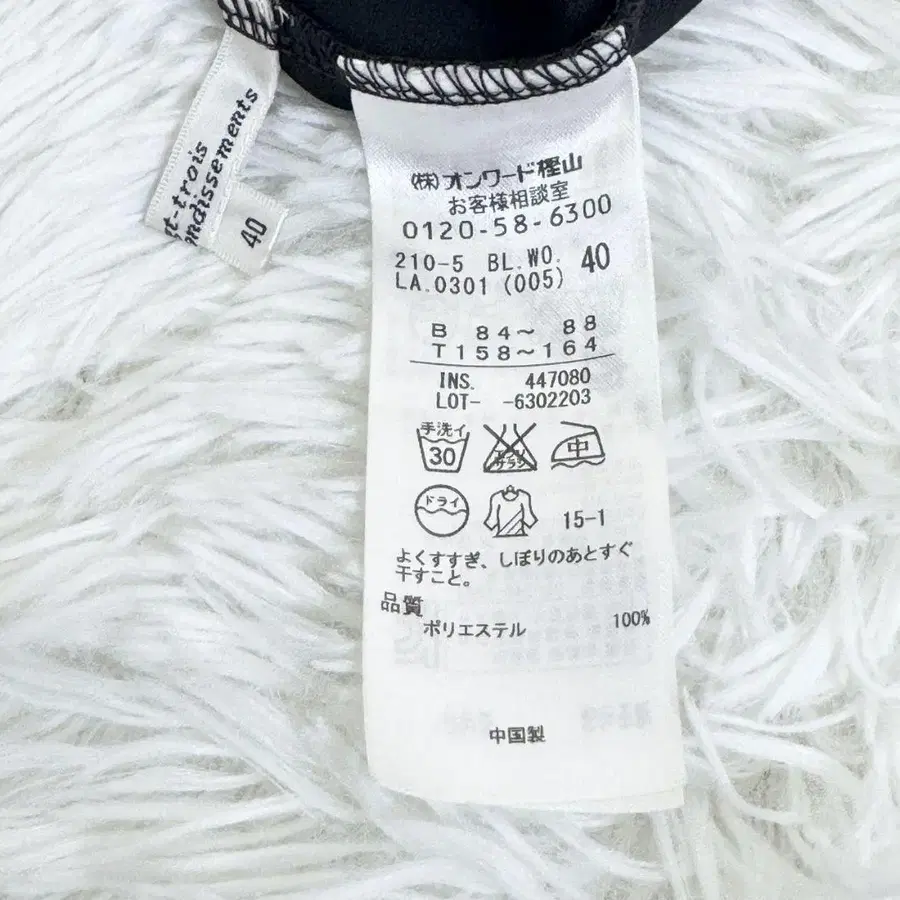 t-trois
ndissements
40
(株)オンワード樫山
お客様相談室
0120-58-6300
210-5 BL.WO. 40
LA.0301 (005)
B 84～ 88
T158～164
INS. 447080
LOT- -6302203
手洗イ
30
中
ドライ
15-1
よくすすぎ、しぼりのあとすぐ
干すこと。
品質
ポリエステル 100%
中国製